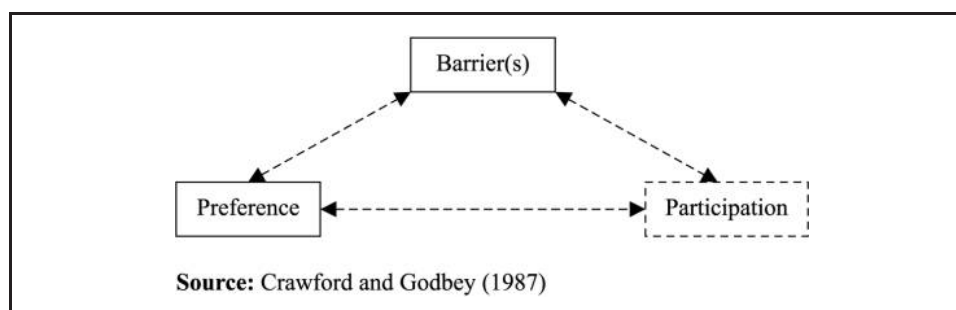 Barrier(s)
Preference
Participation
Source: Crawford and Godbey (1987)